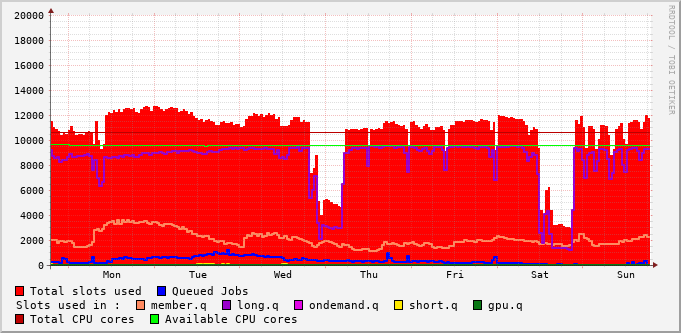 RRDTOOL / TOBI OETIKER
20000
18000
16000
14000
12000
10000
8000
6000
4000
2000
0
Mon Tue Wed Thu Fri Sat Sun
Total slots used Queued Jobs
Slots used in : member.q long.q ondemand.q short.q gpu.q
Total CPU cores Available CPU cores